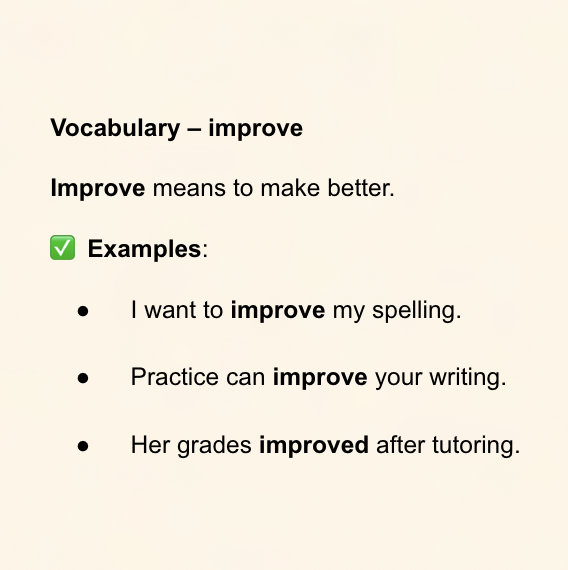 Vocabulary – improve
Improve means to make better.
✅ Examples:
● I want to improve my spelling.
● Practice can improve your writing.
● Her grades improved after tutoring.